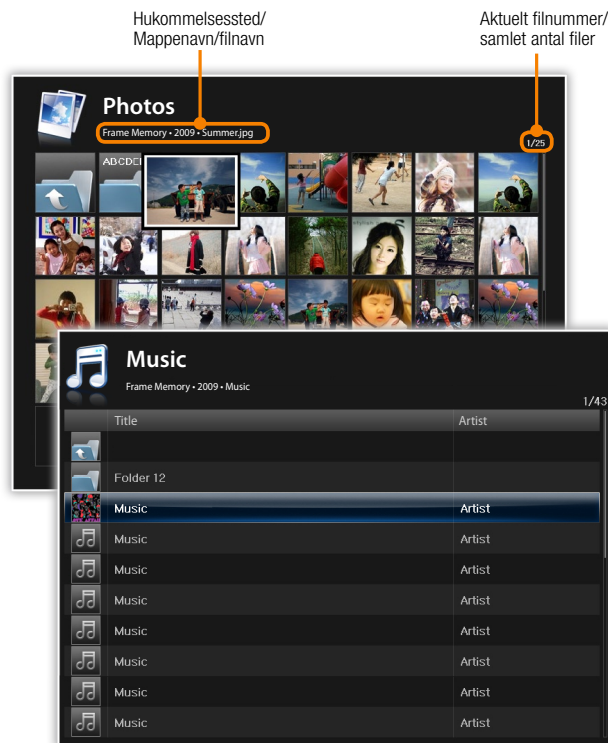 Hukommelsessted/
Mappenavn/filnavn
Aktuelt filnummer/
samlet antal filer
Photos
Frame Memory • 2009 • Summer.jpg
1/25
ABCDE
Music
Frame Memory • 2009 • Music
1/43
Title Artist
Folder 12
Music Artist
Music Artist
Music Artist
Music Artist
Music Artist
Music Artist
Music Artist
Music Artist